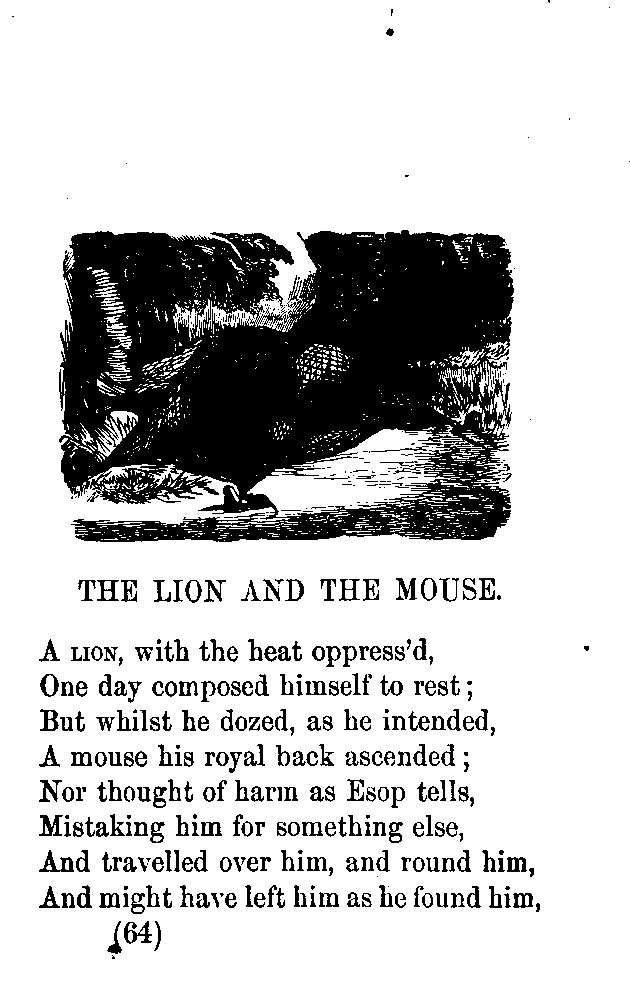 THE LION AND THE MOUSE.
A LION, with the heat oppress'd,
One day composed himself to rest;
But whilst he dozed, as he intended,
A mouse his royal back ascended;
Nor thought of harm as Esop tells,
Mistaking him for something else,
And travelled over him, and round him,
And might have left him as he found him,
(64)